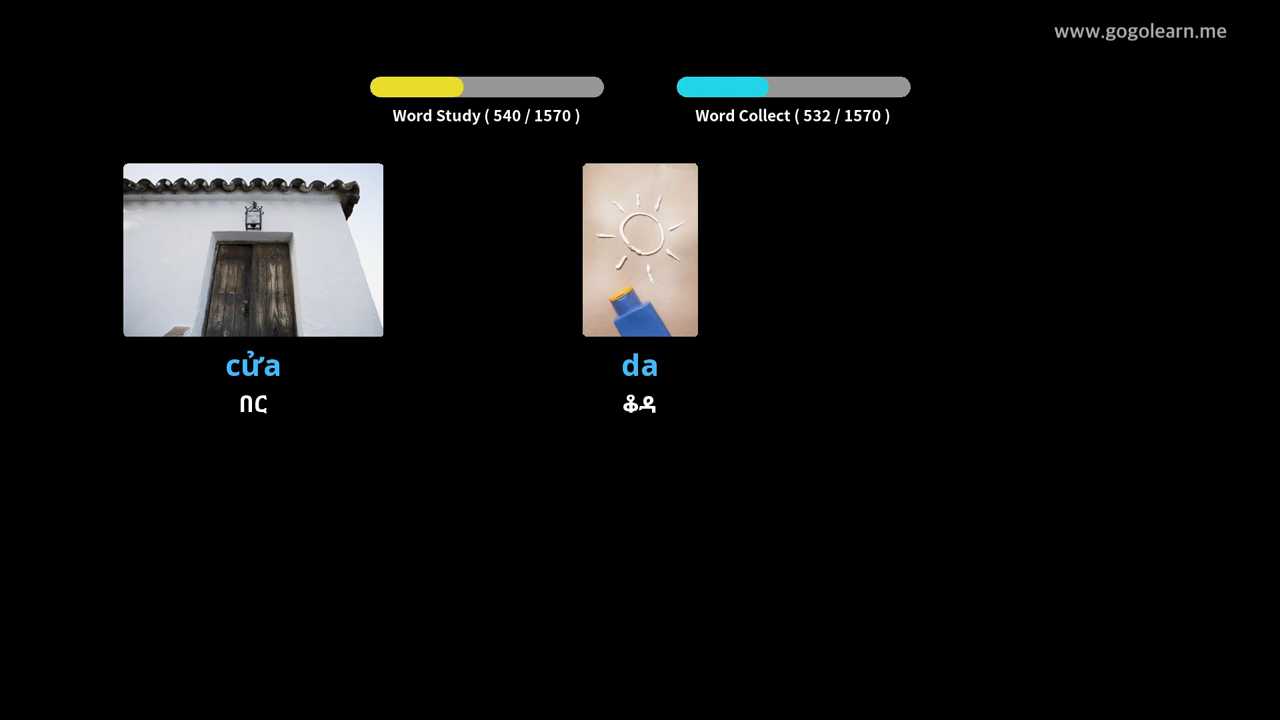 www.gogolearn.me
Word Study ( 540 / 1570 )
Word Collect ( 532 / 1570 )
cửa
da
በር
ቆዳ